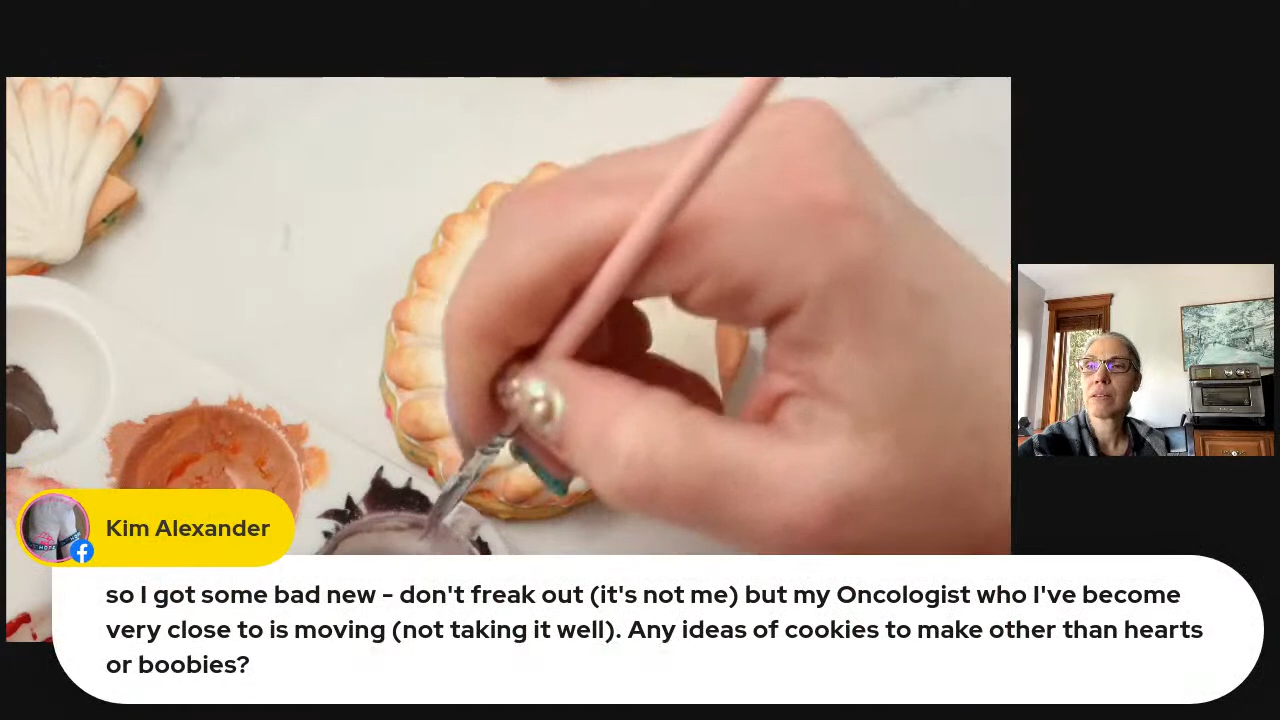 Kim Alexander
so I got some bad new - don't freak out (it's not me) but my Oncologist who I've become
very close to is moving (not taking it well). Any ideas of cookies to make other than hearts
or boobies?